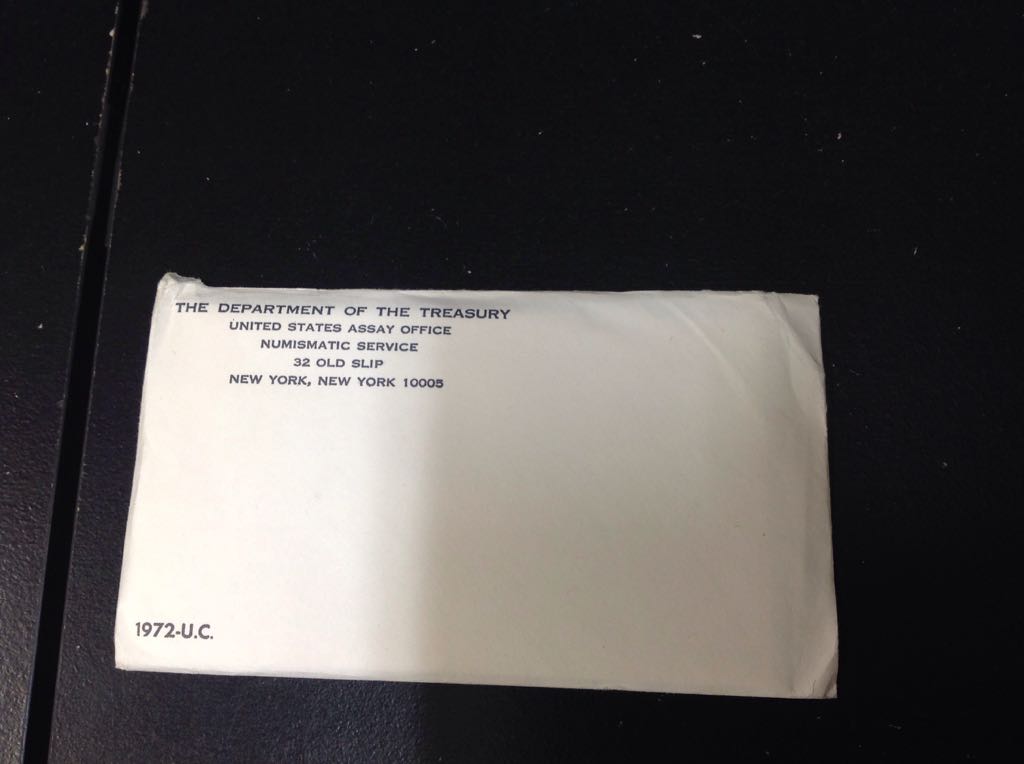 THE DEPARTMENT OF THE TREASURY
UNITED STATES ASSAY OFFICE
NUMISMATIC SERVICE
32 OLD SLIP
NEW YORK, NEW YORK 10005
1972-U.C.